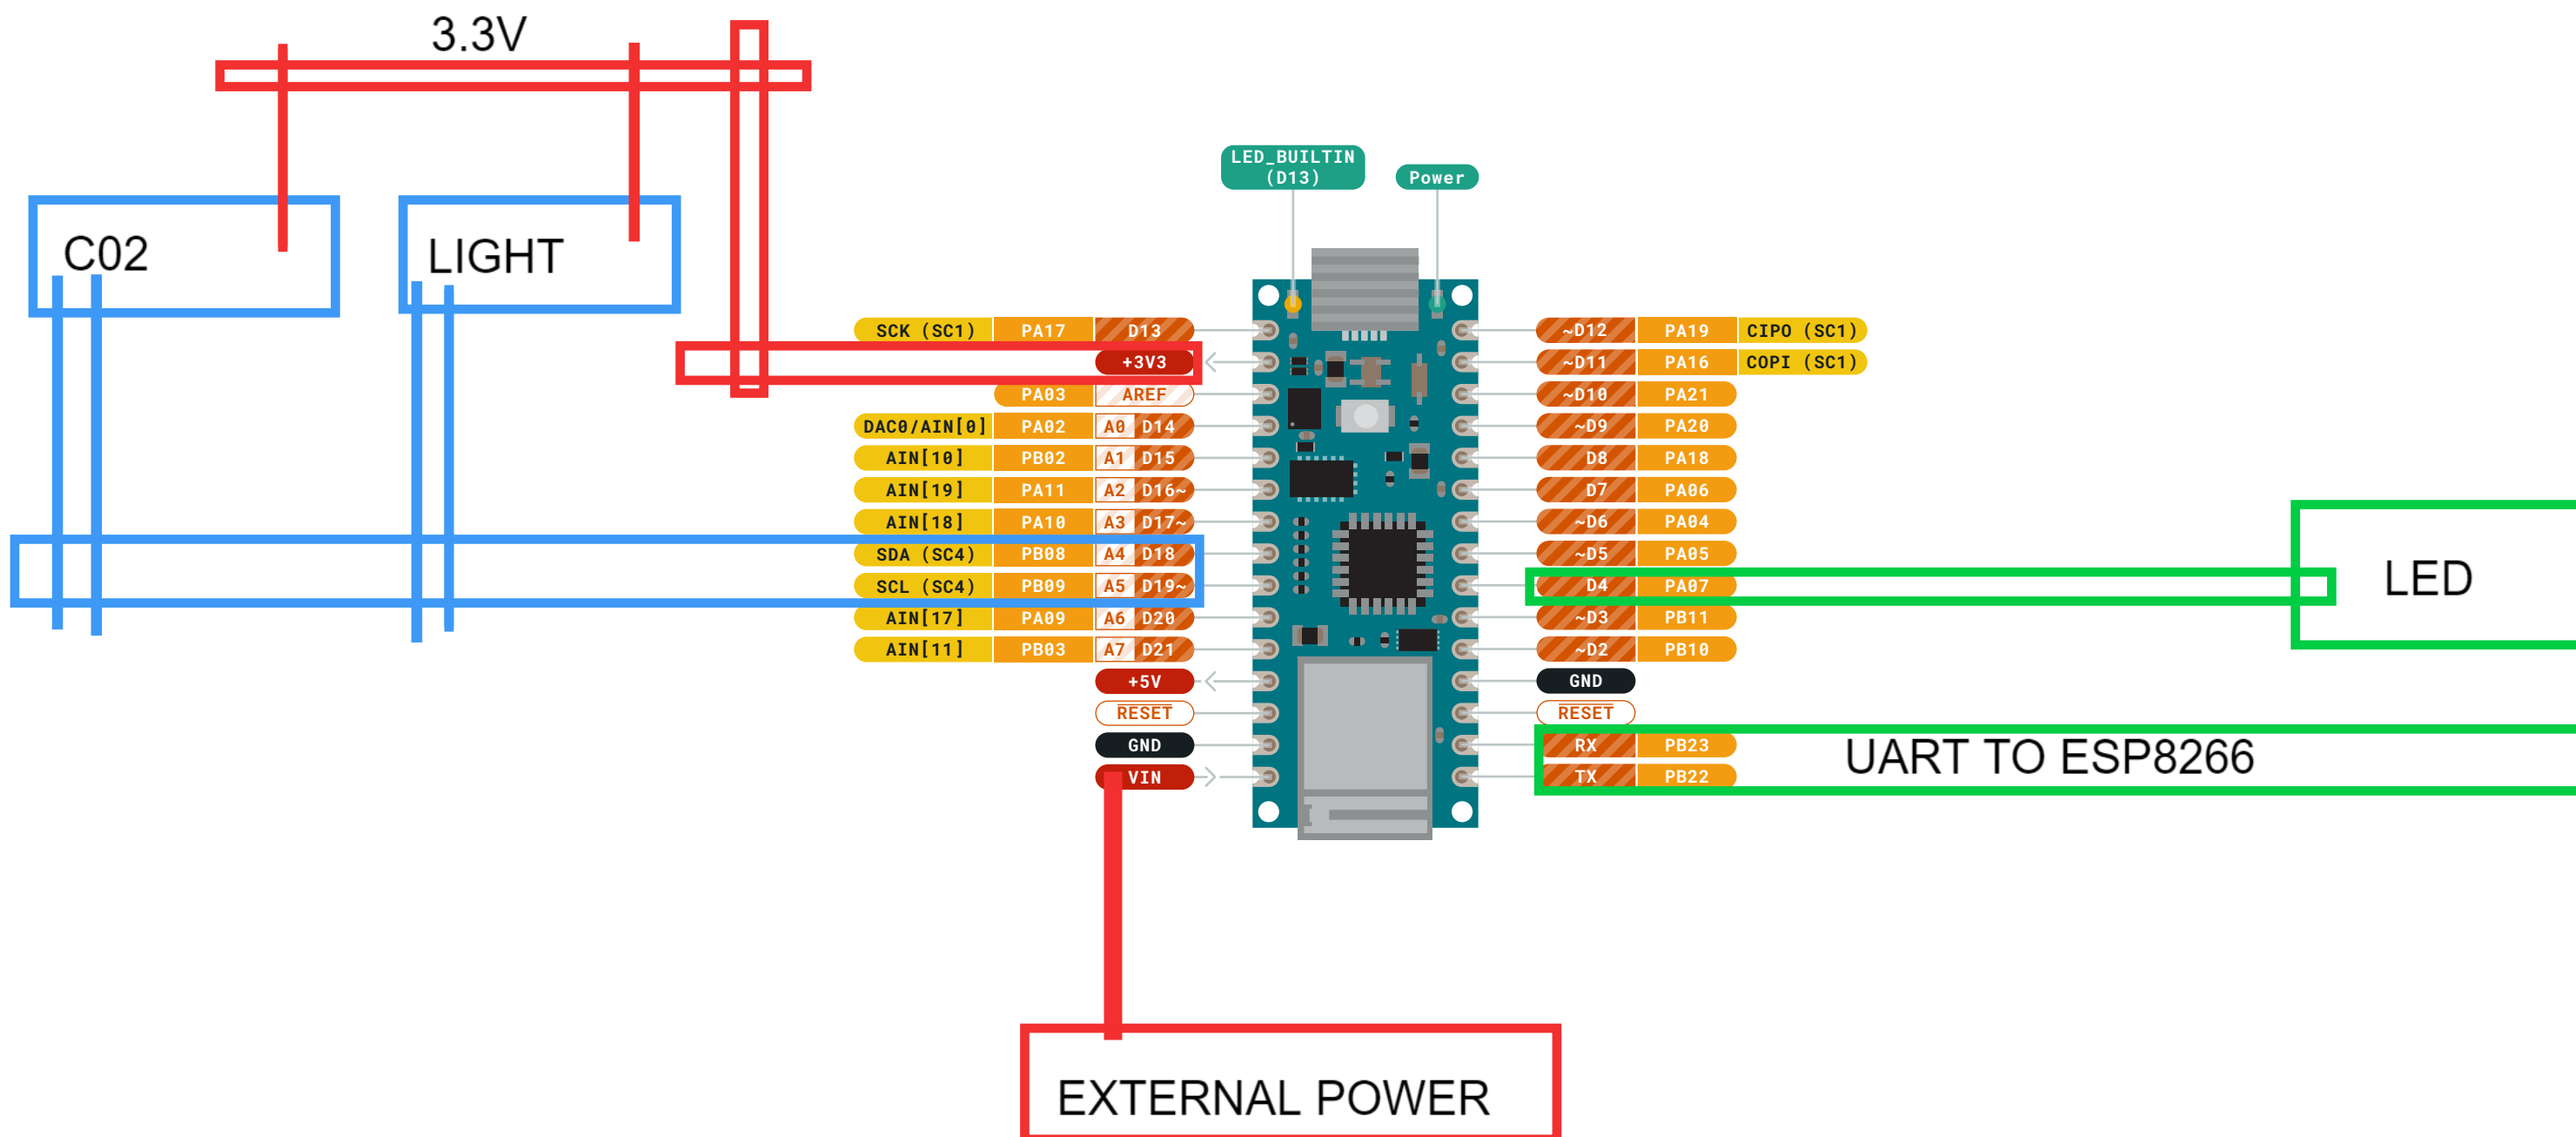 3.3V
LED_BUILTIN
(D13)
Power
C02
LIGHT
SCK (SC1) PA17 D13
~D12 PA19 CIPO (SC1)
+3V3
~D11 PA16 COPI (SC1)
PA03 AREF
~D10 PA21
DAC0/AIN[0] PA02 A0 D14
~D9 PA20
AIN[10] PB02 A1 D15
D8 PA18
AIN[19] PA11 A2 D16~
D7 PA06
AIN[18] PA10 A3 D17~
~D6 PA04
SDA (SC4) PB08 A4 D18
~D5 PA05
SCL (SC4) PB09 A5 D19~
D4 PA07
LED
AIN[17] PA09 A6 D20
~D3 PB11
AIN[11] PB03 A7 D21
~D2 PB10
+5V
GND
RESET
RESET
GND
RX PB23
UART TO ESP8266
VIN
TX PB22
EXTERNAL POWER